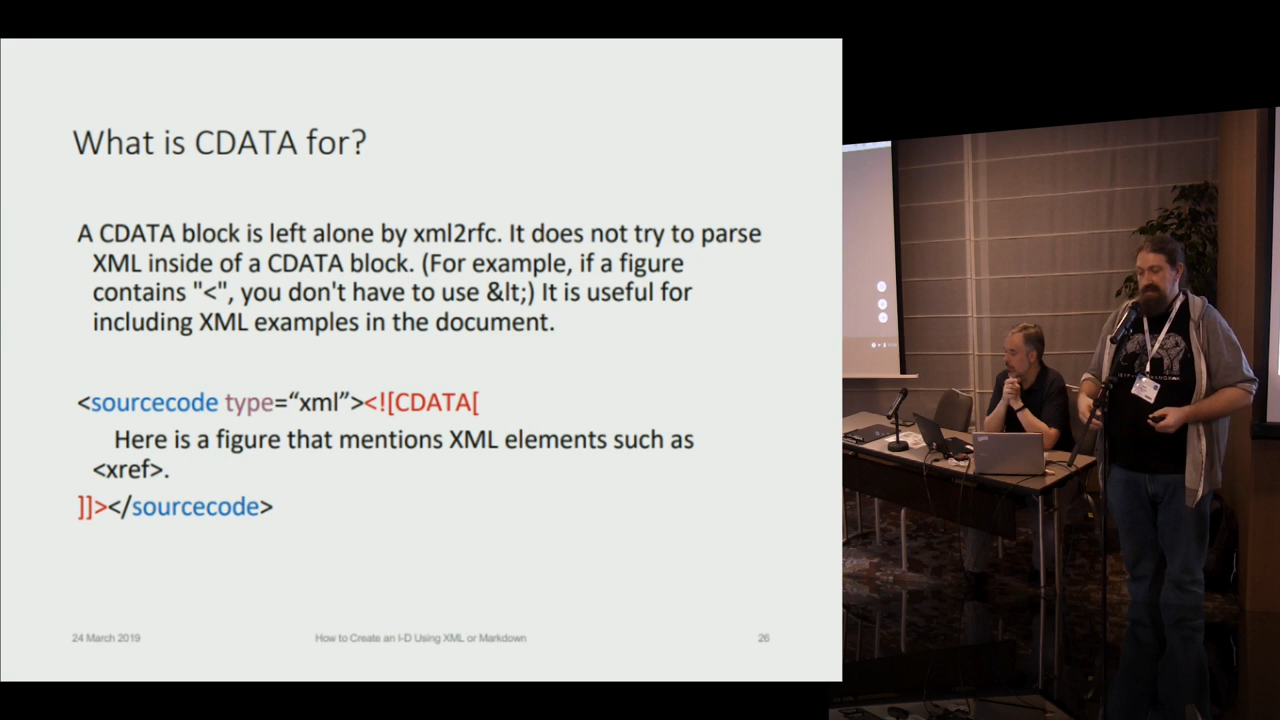 What is CDATA for?
A CDATA block is left alone by xml2rfc. It does not try to parse
XML inside of a CDATA block. (For example, if a figure
contains "<", you don't have to use &lt;) It is useful for
including XML examples in the document.
<sourcecode type=“xml”><![CDATA[
Here is a figure that mentions XML elements such as
<xref>.
]]></sourcecode>
24 March 2019
How to Create an I-D Using XML or Markdown
26